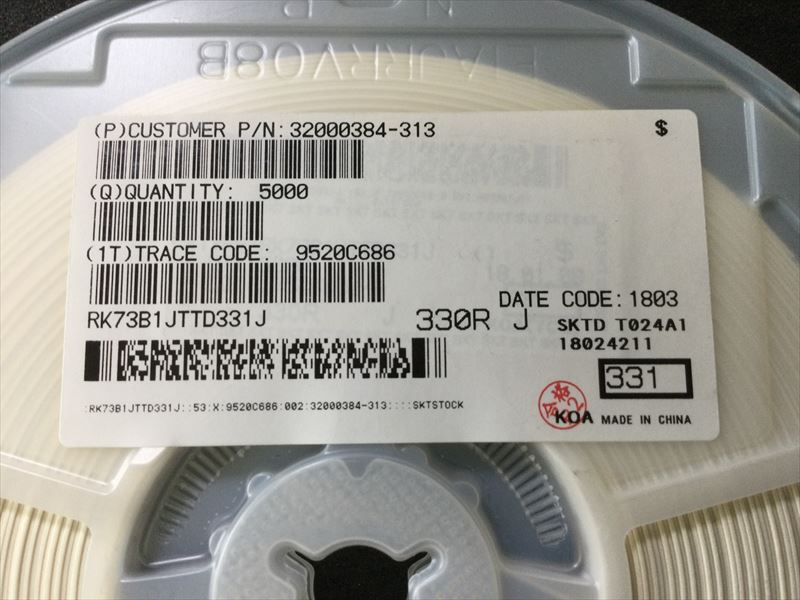 EIAJRRV08B
(P)CUSTOMER P/N:32000384-313 $
(Q)QUANTITY: 5000
(1T)TRACE CODE: 9520C686
DATE CODE:1803
RK73B1JTTD331J 330R J SKTD T024A1
18024211
331
:RK73B1JTTD331J::53:X:9520C686:002:32000384-313::::SKTSTOCK
KOA MADE IN CHINA